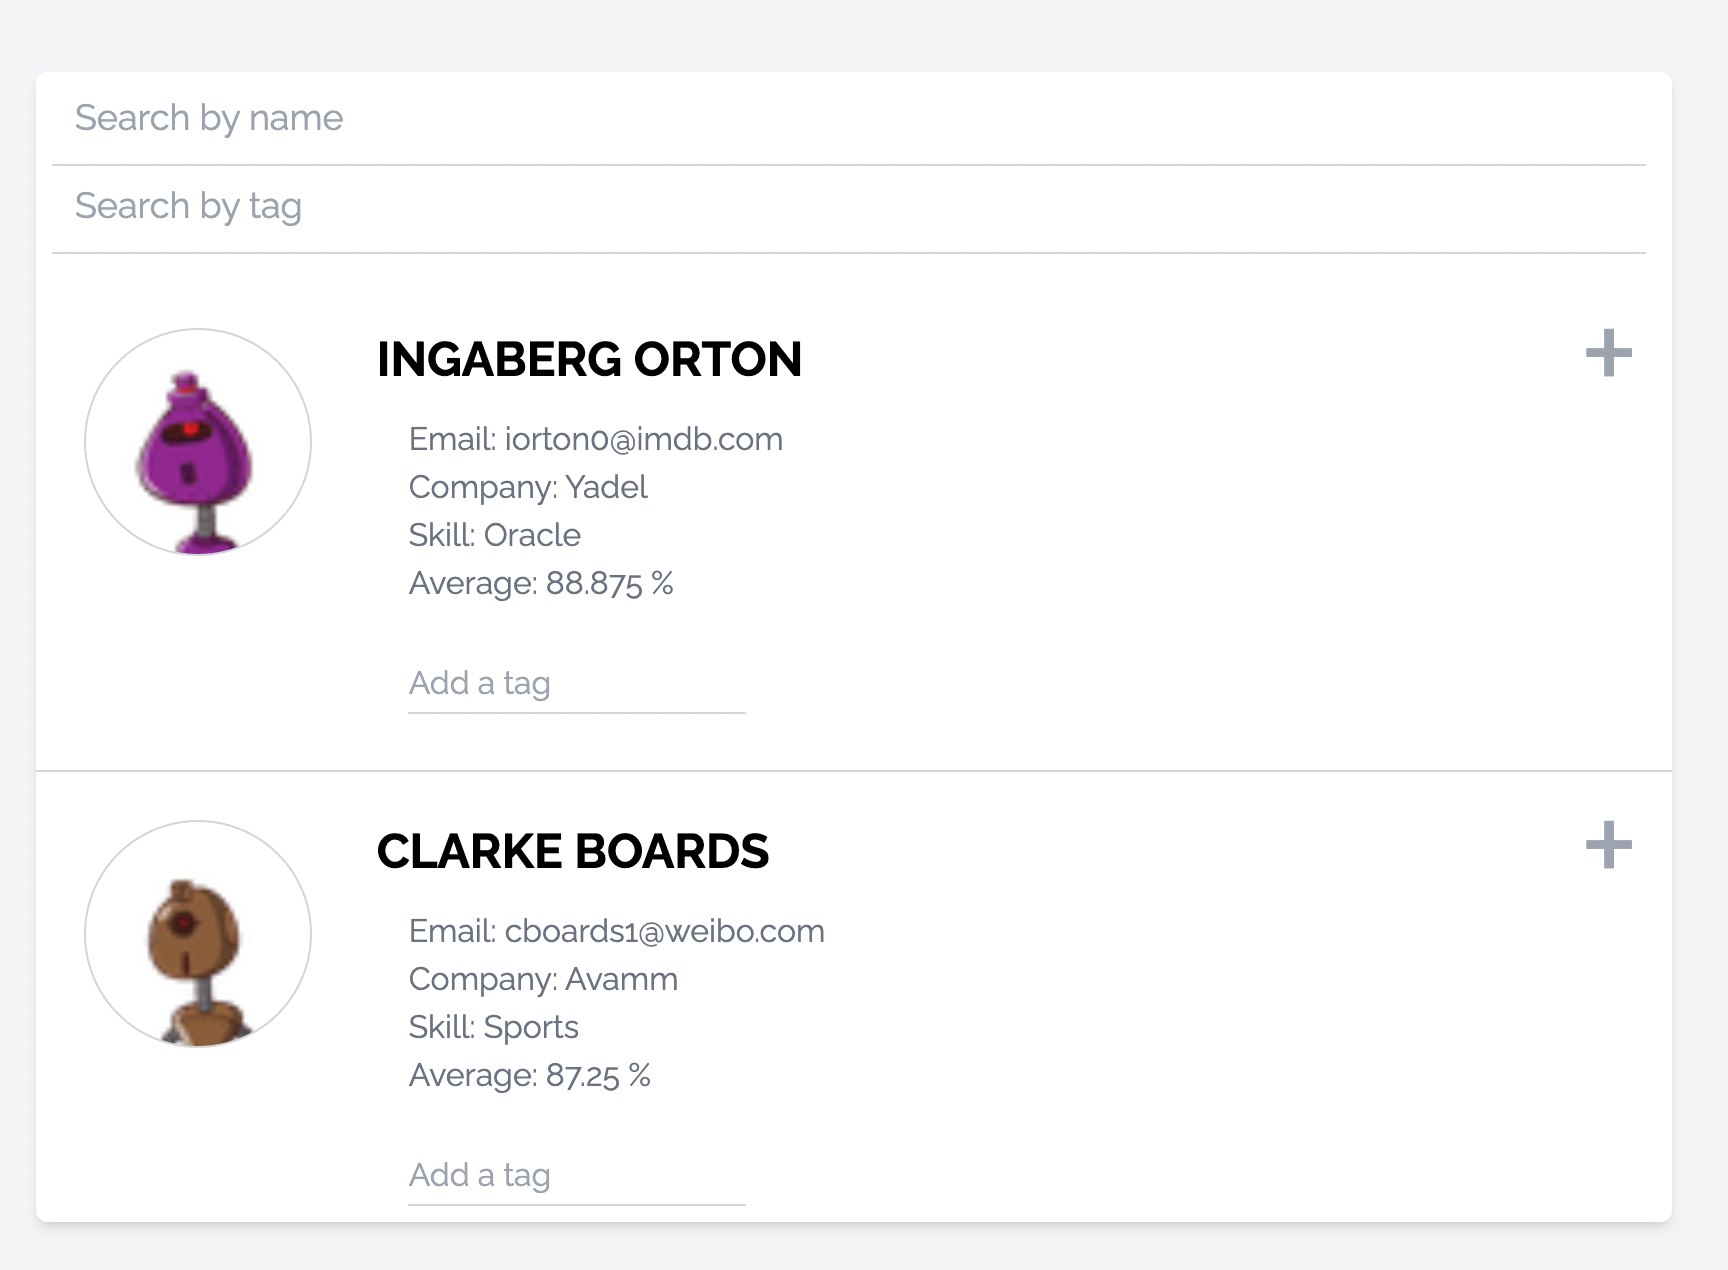 Search by name
Search by tag
INGABERG ORTON
Email: iorton0@imdb.com
Company: Yadel
Skill: Oracle
Average: 88.875 %
Add a tag
CLARKE BOARDS
Email: cboards1@weibo.com
Company: Avamm
Skill: Sports
Average: 87.25 %
Add a tag